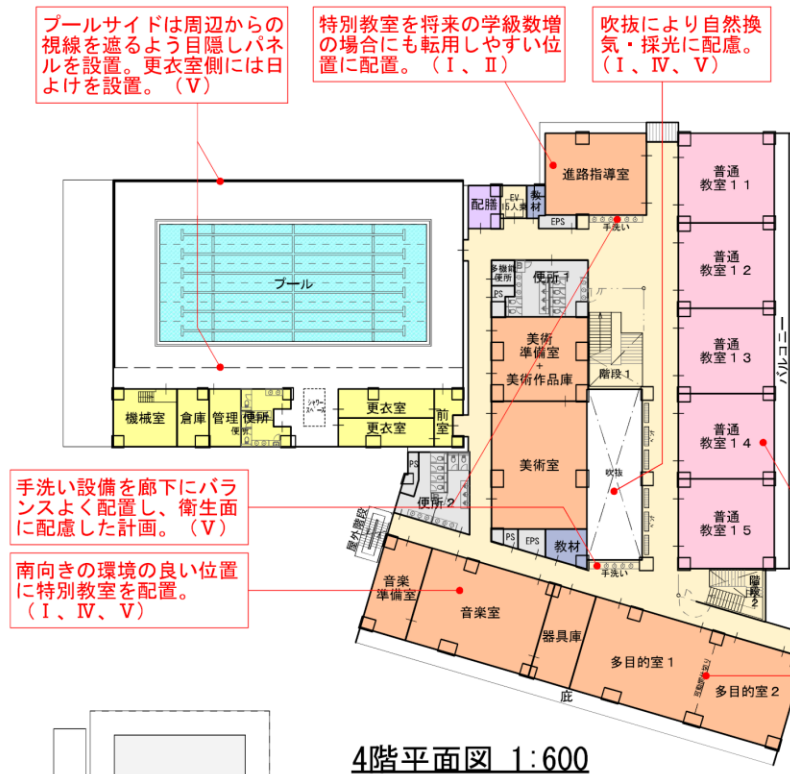 プールサイドは周辺からの
視線を遮るよう目隠しパネ
ルを設置。更衣室側には日
よけを設置。（Ⅴ）
特別教室を将来の学級数増
の場合にも転用しやすい位
置に配置。（Ⅰ、Ⅱ）
吹抜により自然換
気・採光に配慮。
（Ⅰ、Ⅳ、Ⅴ）
進路指導室
普通
教室１１
配膳
EV
15人乗
教材
EPS
手洗い
多機能
便所
便所1
PS
普通
教室１２
プール
美術
準備室
+
美術作品庫
階段1
普通
教室１３
バルコニー
機械室
倉庫
管理
便所
便所
シャワー
スペース
更衣室
更衣室
前室
美術室
吹抜
普通
教室１４
手洗い設備を廊下にバラ
ンスよく配置し、衛生面
に配慮した計画。（Ⅴ）
PS
便所2
屋外階段
PS
EPS
教材
手洗い
普通
教室１５
階段2
南向きの環境の良い位置
に特別教室を配置。
（Ⅰ、Ⅳ、Ⅴ）
音楽
準備室
音楽室
器具庫
多目的室１
多目的室２
庇
4階平面図 1:600